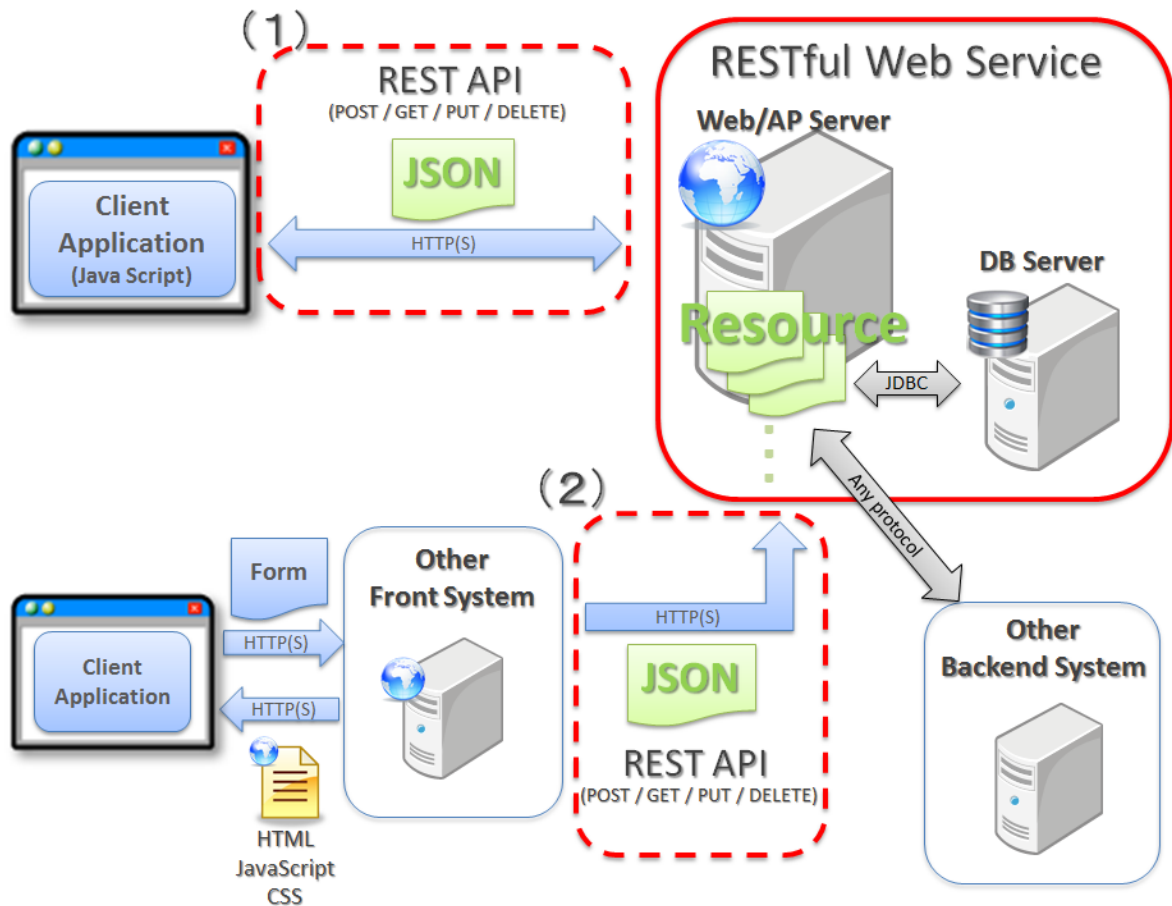 （1）
REST API
(POST / GET / PUT / DELETE)
JSON
HTTP(S)
Client
Application
(Java Script)
RESTful Web Service
Web/AP Server
DB Server
Resource
JDBC
Any protocol
（2）
Form
HTTP(S)
HTTP(S)
Client
Application
HTML
JavaScript
CSS
Other
Front System
HTTP(S)
JSON
REST API
(POST / GET / PUT / DELETE)
Other
Backend System